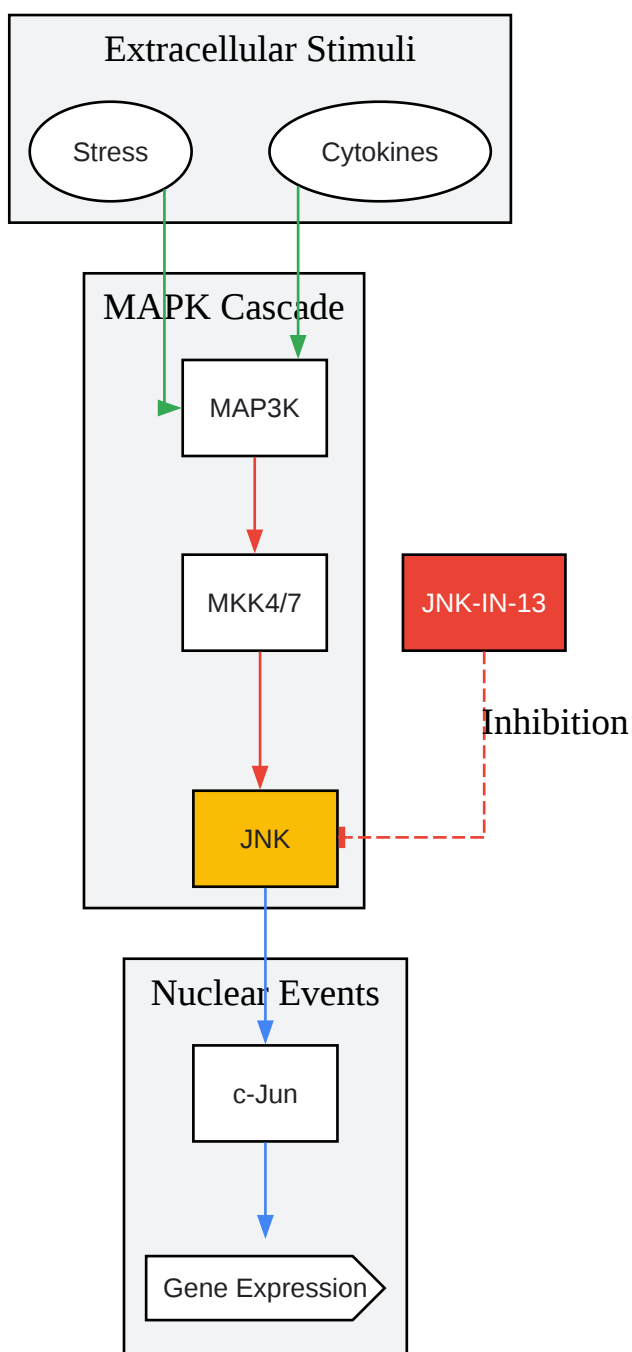 Extracellular Stimuli
Stress
Cytokines
MAPK Cascade
MAP3K
MKK4/7
JNK-IN-13
Inhibition
JNK
Nuclear Events
c-Jun
Gene Expression